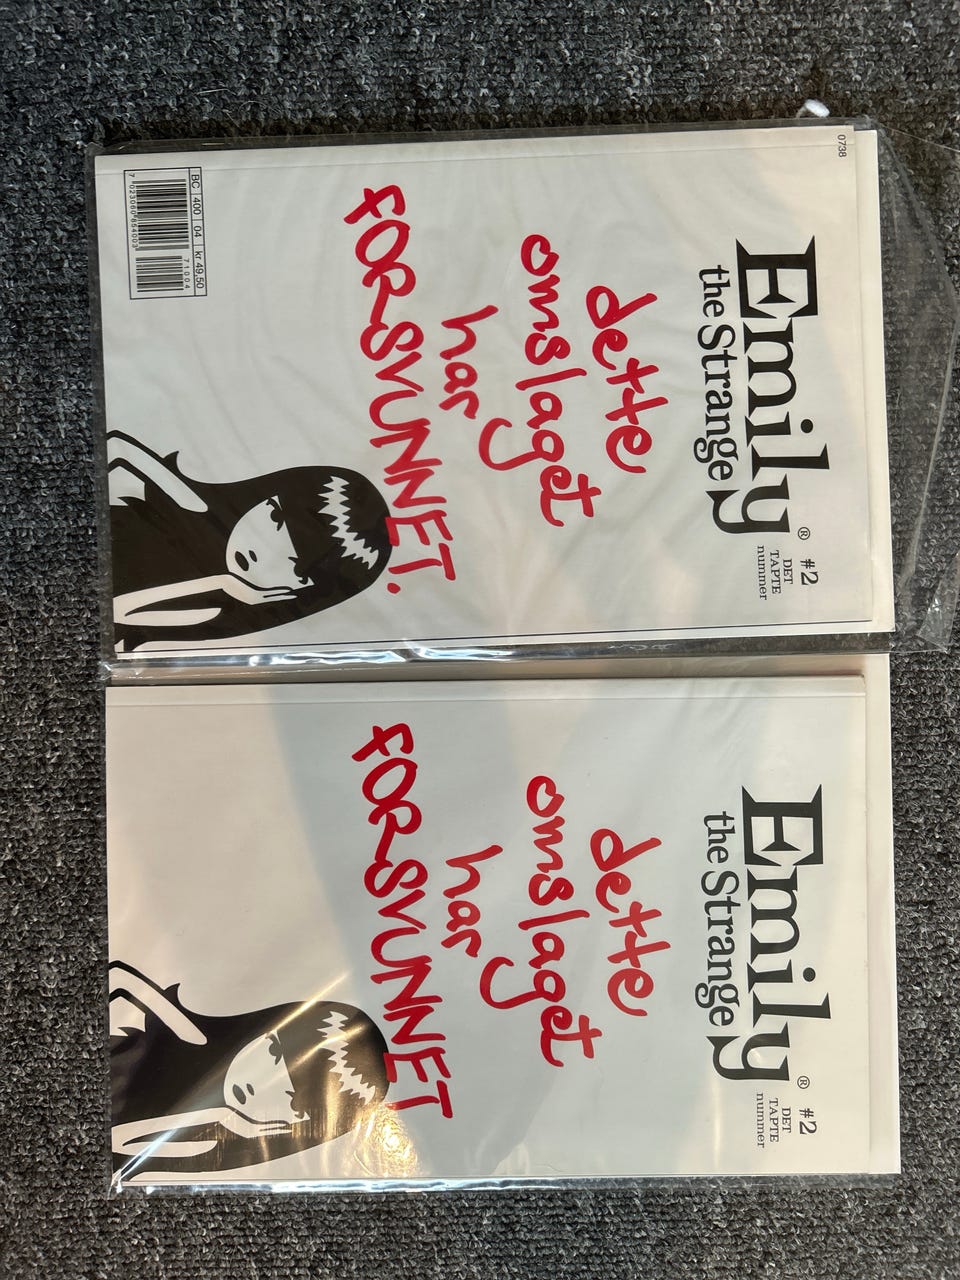 0738
Emily®
the Strange
#2
DET
TAPTE
nummer
dette
omslaget
har
FORSVUNNET.
BC 400 04 kr 49,50
71004
Emily®
the Strange
#2
DET
TAPTE
nummer
dette
omslaget
har
FORSVUNNET